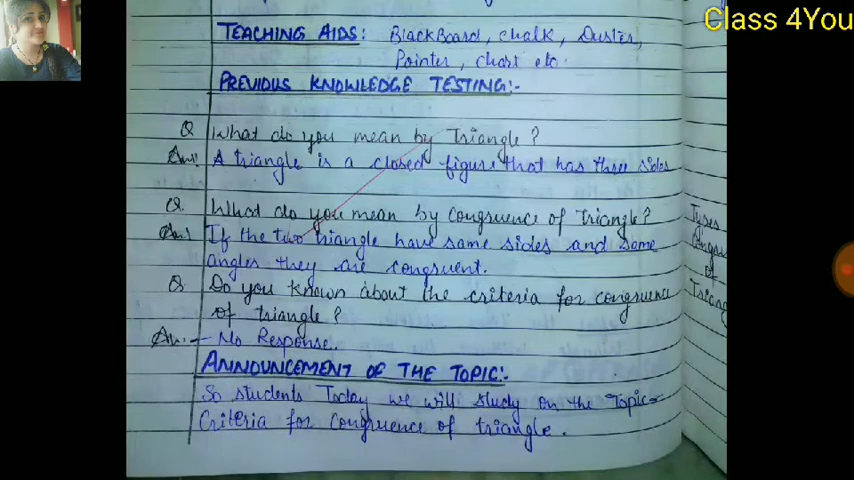 Class 4You
TEACHING AIDS: BlackBoard, chalk, Duster,
Pointer, chart etc.
PREVIOUS KNOWLEDGE TESTING:-
Q What do you mean by Triangle?
Ans: A triangle is a closed figure that has three sides
Q. What do you mean by congruence of Triangle?
Ans: If the two triangle have same sides and same
angles they are congruent.
Q Do you known about the criteria for congruence
of triangle?
An:- No Response.
ANNOUNCEMENT OF THE TOPIC:-
So students Today we will study on the Topic-
Criteria for congruence of triangle.
Types
of